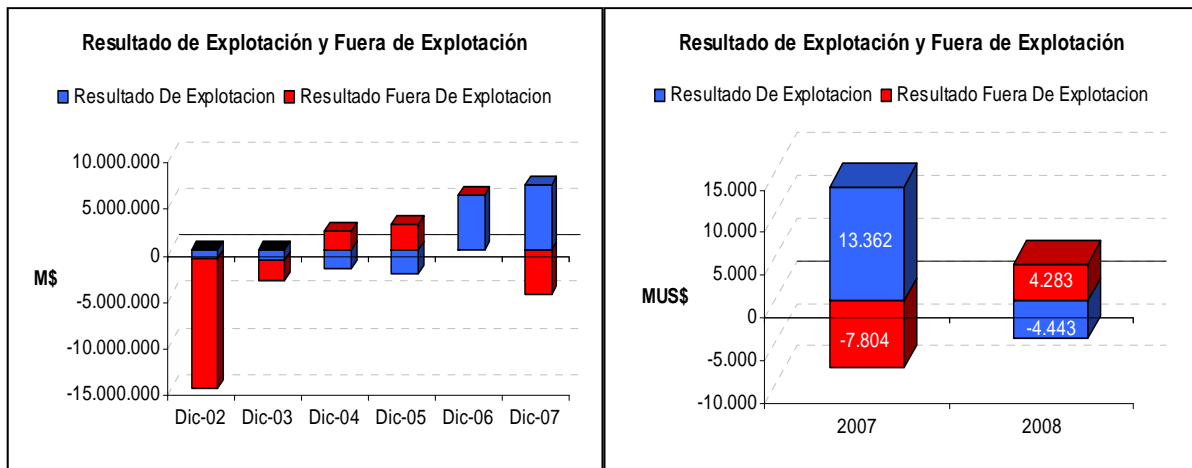 Resultado de Explotación y Fuera de Explotación
Resultado De Explotacion Resultado Fuera De Explotacion
M$
10.000.000
5.000.000
0
-5.000.000
-10.000.000
-15.000.000
Dic-02 Dic-03 Dic-04 Dic-05 Dic-06 Dic-07
Resultado de Explotación y Fuera de Explotación
Resultado De Explotacion Resultado Fuera De Explotacion
MUS$
15.000
10.000
5.000
0
-5.000
-10.000
13.362
-7.804
4.283
-4.443
2007 2008